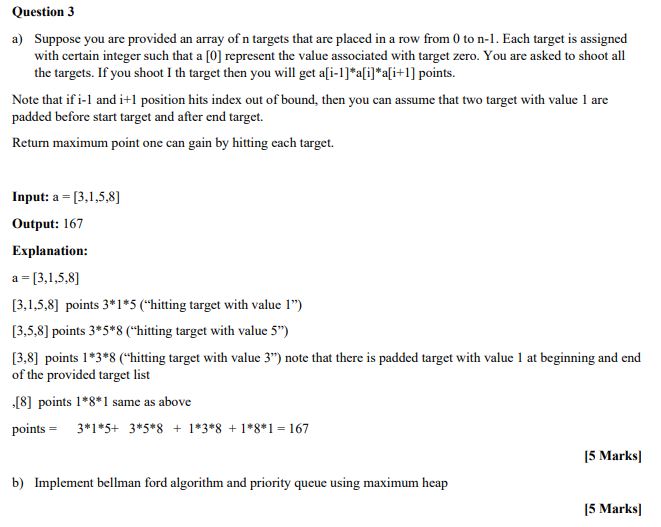 Question 3
a) Suppose you are provided an array of n targets that are placed in a row from 0 to n-1. Each target is assigned
with certain integer such that a [0] represent the value associated with target zero. You are asked to shoot all
the targets. If you shoot I th target then you will get a[i-1]*a[i]*a[i+1] points.
Note that if i-1 and i+1 position hits index out of bound, then you can assume that two target with value 1 are
padded before start target and after end target.
Return maximum point one can gain by hitting each target.
Input: a = [3,1,5,8]
Output: 167
Explanation:
a = [3,1,5,8]
[3,1,5,8] points 3*1*5 (“hitting target with value 1”)
[3,5,8] points 3*5*8 (“hitting target with value 5”)
[3,8] points 1*3*8 (“hitting target with value 3”) note that there is padded target with value 1 at beginning and end
of the provided target list
,[8] points 1*8*1 same as above
points = 3*1*5+ 3*5*8 + 1*3*8 + 1*8*1 = 167
[5 Marks]
b) Implement bellman ford algorithm and priority queue using maximum heap
[5 Marks]